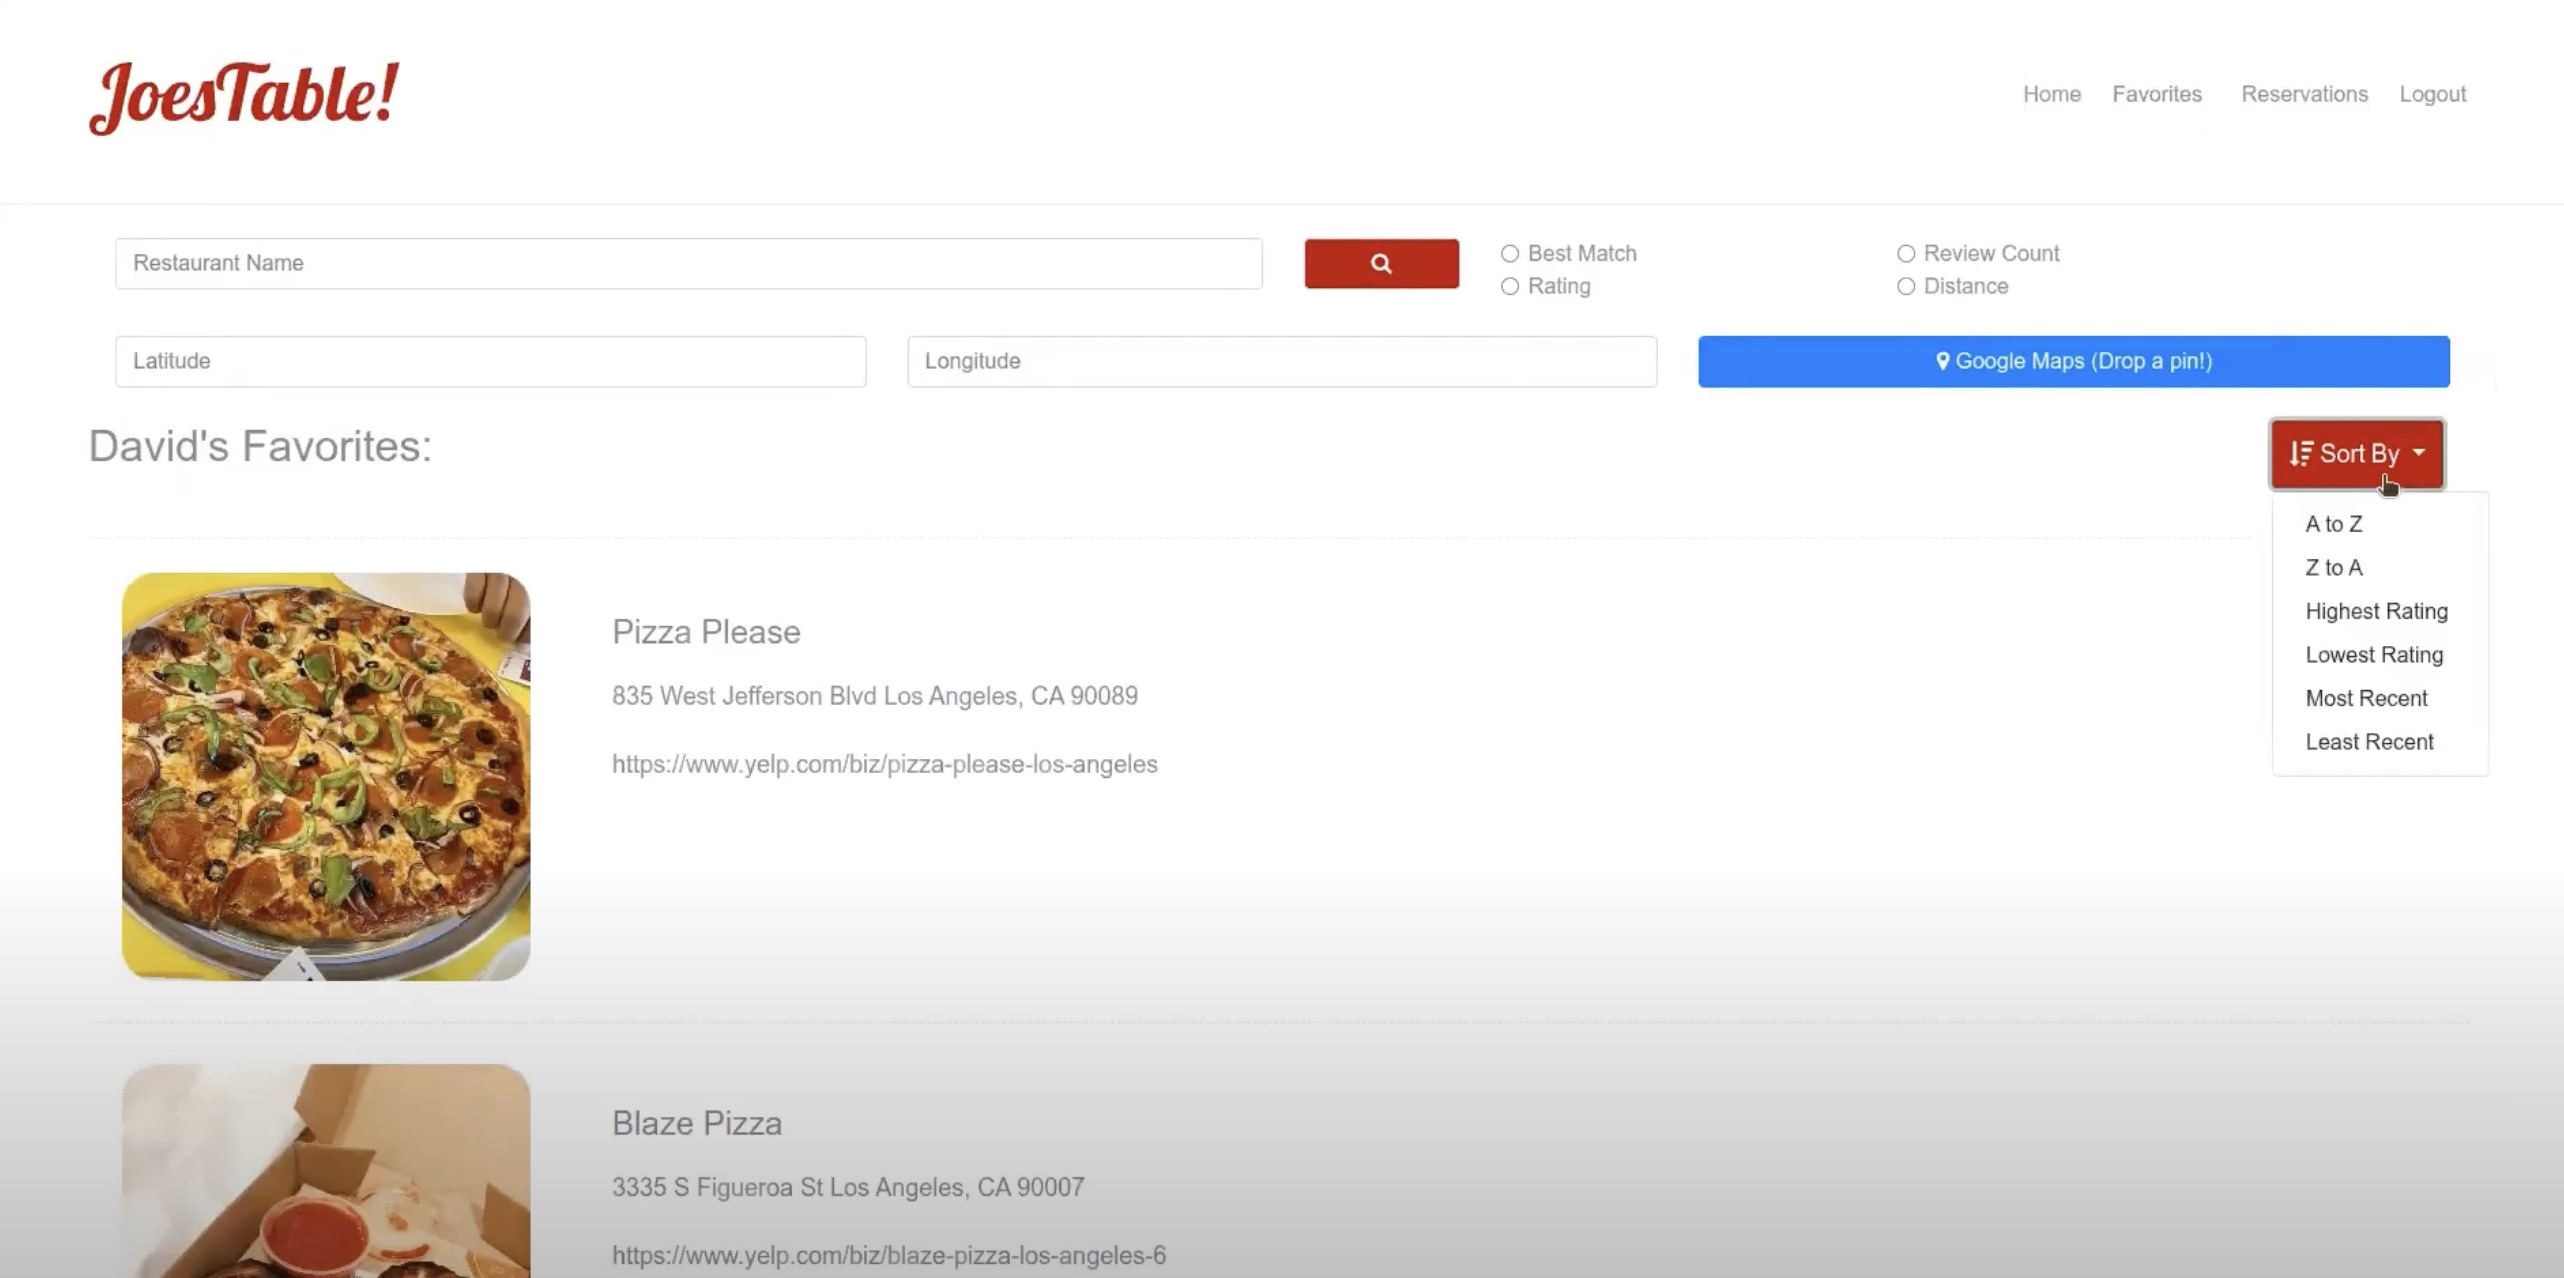 JoesTable!
Home Favorites Reservations Logout
Restaurant Name
Best Match
Review Count
Rating
Distance
Latitude
Longitude
Google Maps (Drop a pin!)
David's Favorites:
Sort By
A to Z
Z to A
Highest Rating
Lowest Rating
Most Recent
Least Recent
Pizza Please
835 West Jefferson Blvd Los Angeles, CA 90089
https://www.yelp.com/biz/pizza-please-los-angeles
Blaze Pizza
3335 S Figueroa St Los Angeles, CA 90007
https://www.yelp.com/biz/blaze-pizza-los-angeles-6